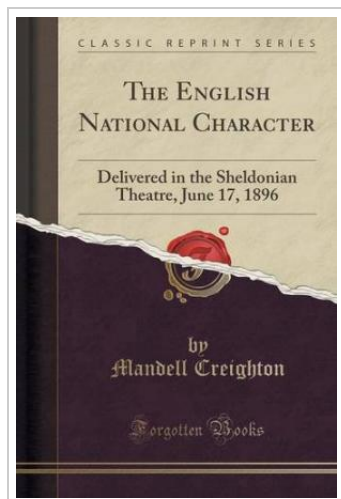 CLASSIC REPRINT SERIES
THE ENGLISH
NATIONAL CHARACTER
Delivered in the Sheldonian
Theatre, June 17, 1896
by
Mandell Creighton
Forgotten Books